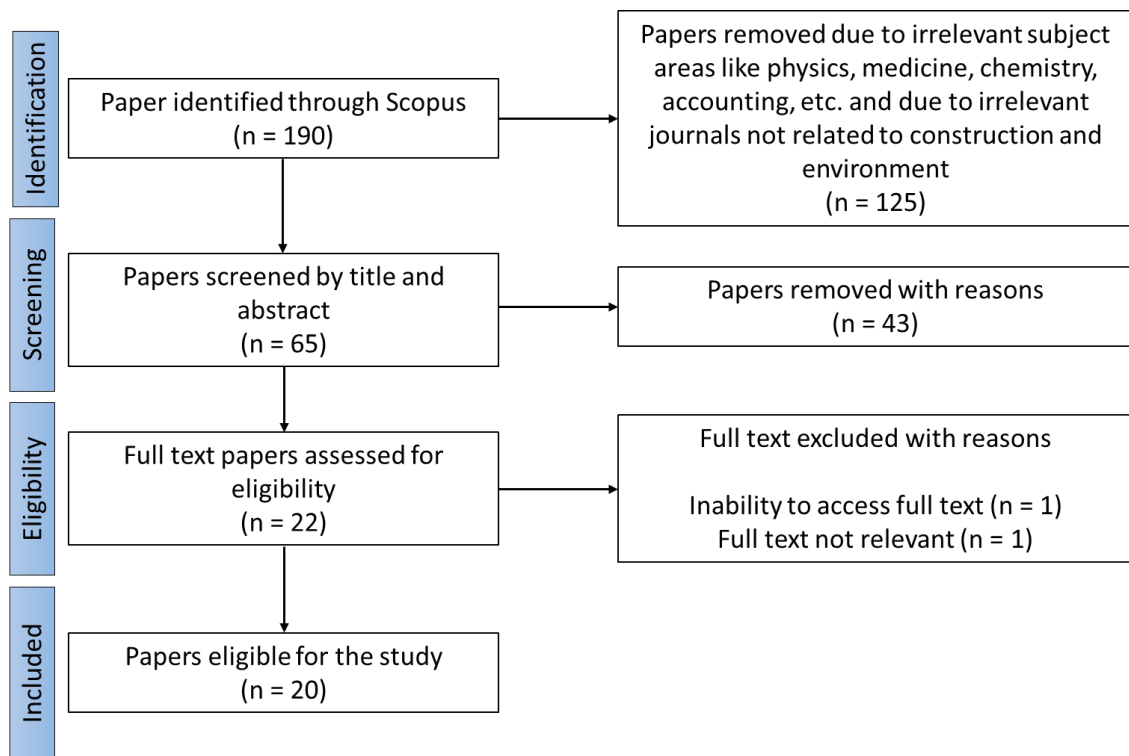 Identification
Paper identified through Scopus
(n = 190)
Papers removed due to irrelevant subject
areas like physics, medicine, chemistry,
accounting, etc. and due to irrelevant
journals not related to construction and
environment
(n = 125)
Screening
Papers screened by title and
abstract
(n = 65)
Papers removed with reasons
(n = 43)
Eligibility
Full text papers assessed for
eligibility
(n = 22)
Full text excluded with reasons
Inability to access full text (n = 1)
Full text not relevant (n = 1)
Included
Papers eligible for the study
(n = 20)